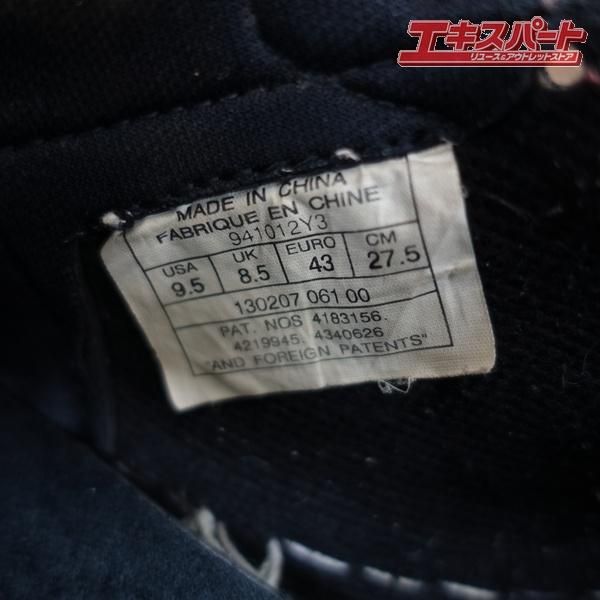 エキスパート
リユース&アウトレットストア
MADE IN CHINA
FABRIQUE EN CHINE
941012Y3
USA UK EURO CM
9.5 8.5 43 27.5
130207 061 00
PAT. NOS 4183156.
4219945. 4340626
"AND FOREIGN PATENTS"